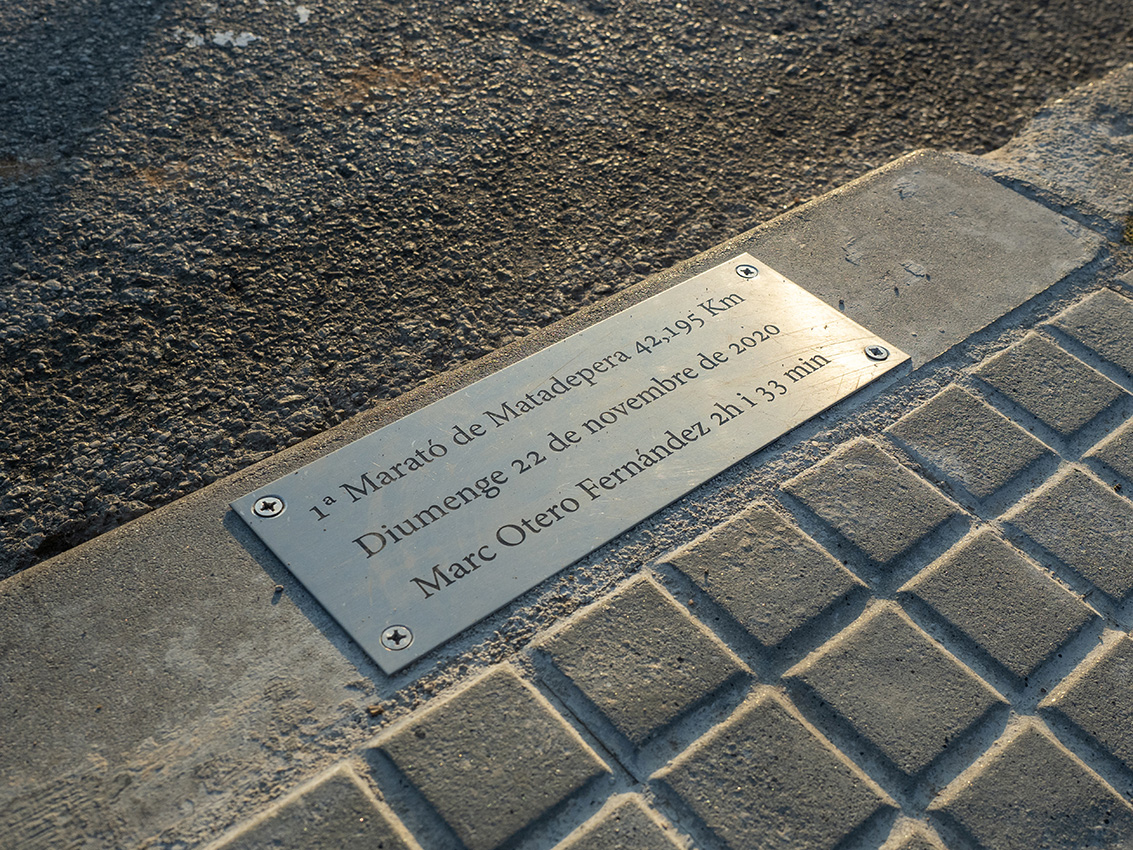 1ª Marató de Matadepera 42,195 Km
Diumenge 22 de novembre de 2020
Marc Otero Fernández 2h i 33 min